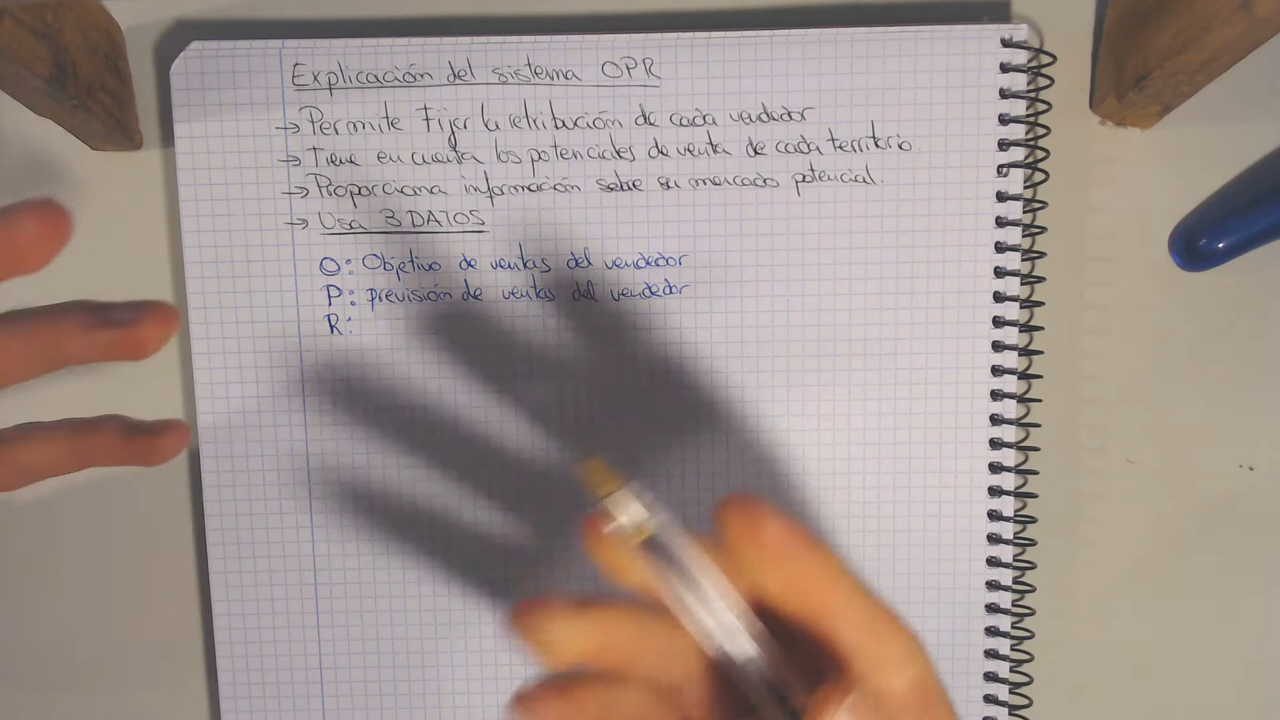 Explicación del sistema OPR
→ Permite Fijar la retribución de cada vendedor
→ Tiene en cuenta los potenciales de venta de cada territorio.
→ Proporciona información sobre su mercado potencial.
→ Usa 3 DATOS
O: Objetivo de ventas del vendedor
P: previsión de ventas del vendedor
R: